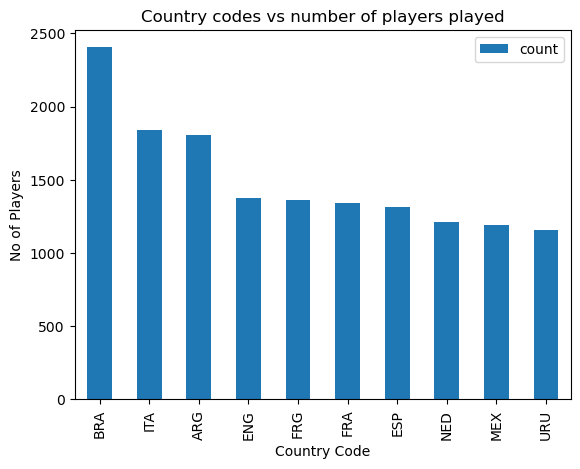 Country codes vs number of players played
count
2500
2000
1500
1000
500
0
No of Players
BRA
ITA
ARG
ENG
FRG
FRA
ESP
NED
MEX
URU
Country Code